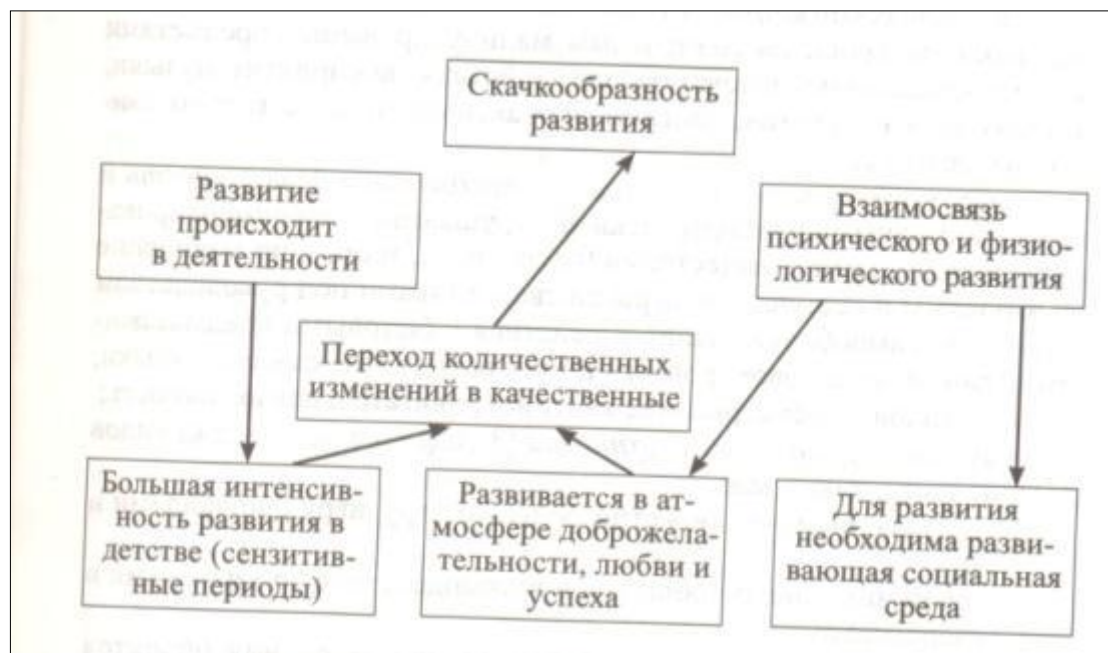 Скачкообразность
развития
Развитие
происходит
в деятельности
Взаимосвязь
психического и физио-
логического развития
Переход количественных
изменений в качественные
Большая интенсив-
ность развития в
детстве (сензитив-
ные периоды)
Развивается в ат-
мосфере доброжела-
тельности, любви и
успеха
Для развития
необходима разви-
вающая социальная
среда